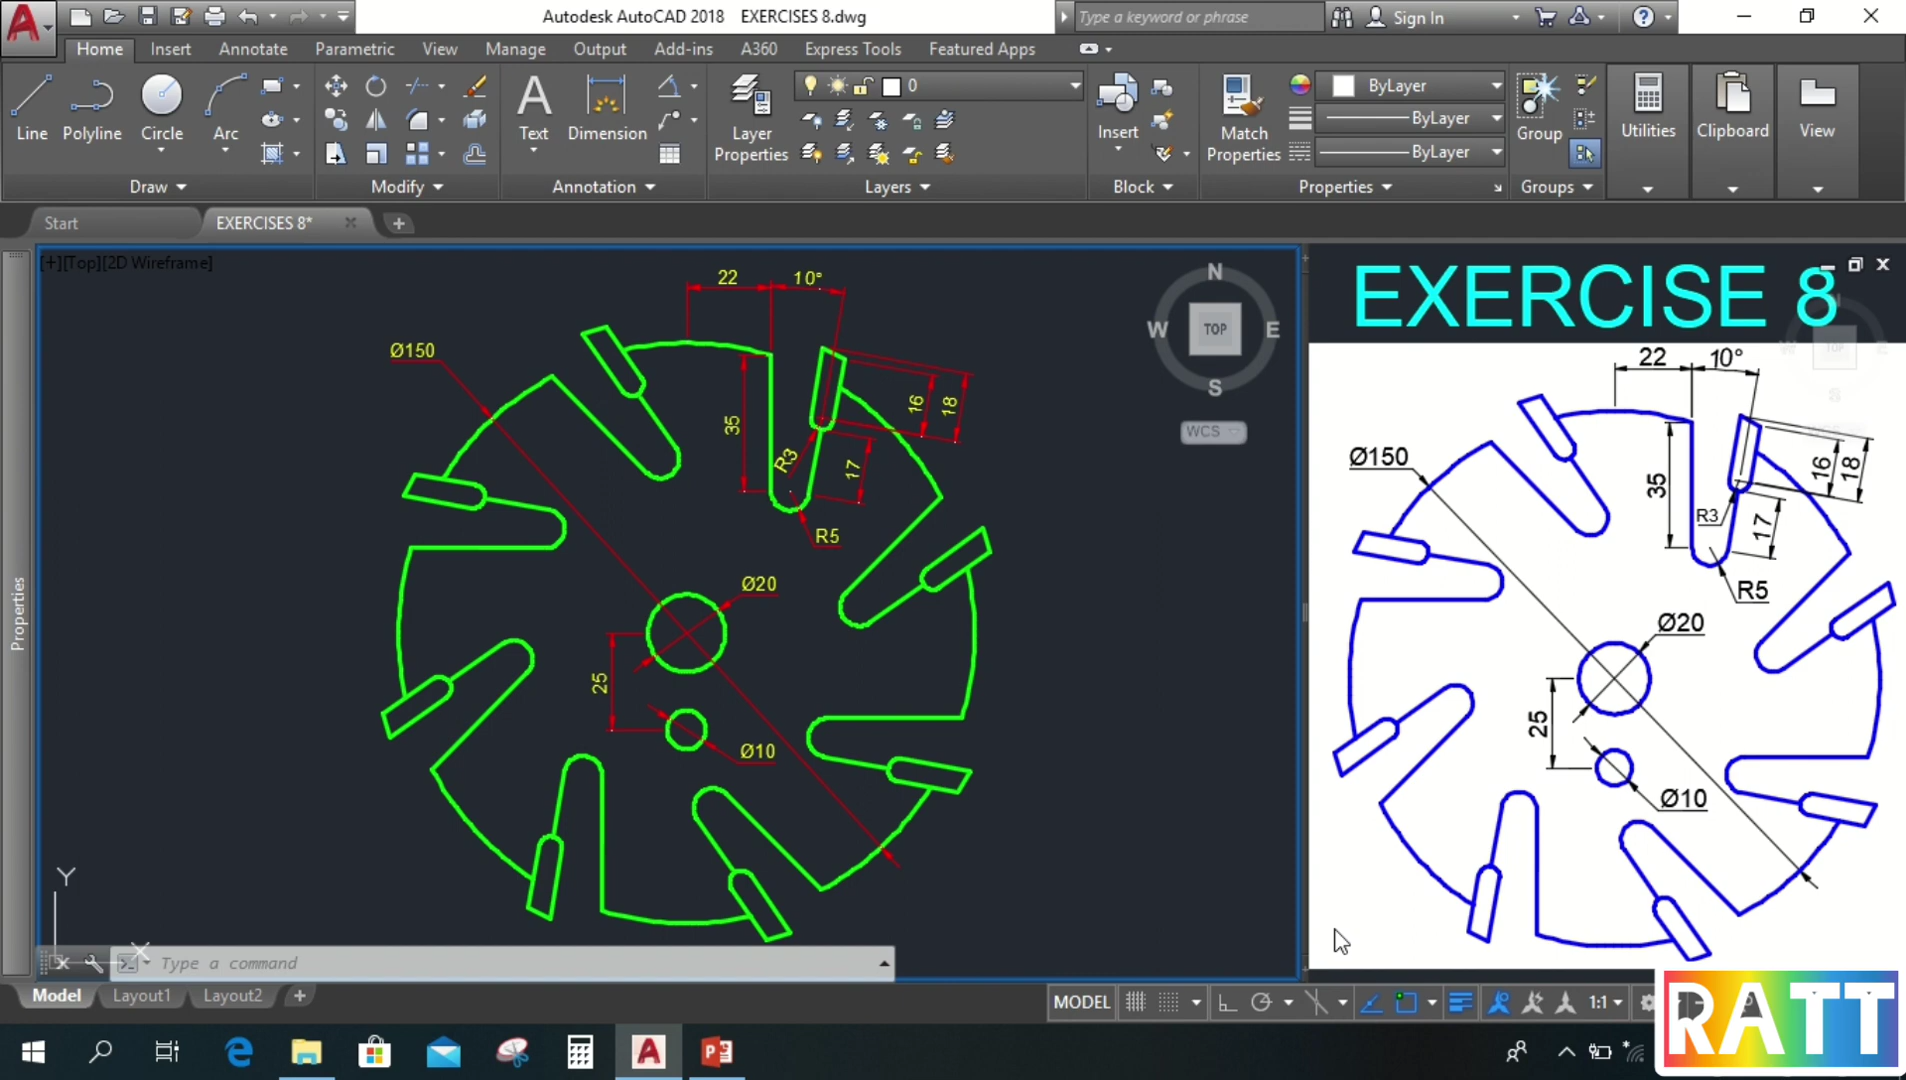 Autodesk AutoCAD 2018 EXERCISES 8.dwg
Type a keyword or phrase
Sign In
Home Insert Annotate Parametric View Manage Output Add-ins A360 Express Tools Featured Apps
Line Polyline Circle Arc
Draw
Modify
Text Dimension
Annotation
Layer Properties
0
Layers
Insert
Block
Match Properties
ByLayer
ByLayer
ByLayer
Properties
Group
Groups
Utilities
Clipboard
View
Start
EXERCISES 8*
Properties
[+][Top][2D Wireframe]
22
10°
Ø150
35
R3
16
18
17
R5
Ø20
25
Ø10
N
W
TOP
E
S
WCS
Y
X
EXERCISE 8
22
10°
Ø150
35
R3
16
18
17
R5
Ø20
25
Ø10
Type a command
Model Layout1 Layout2
MODEL
1:1
RATT